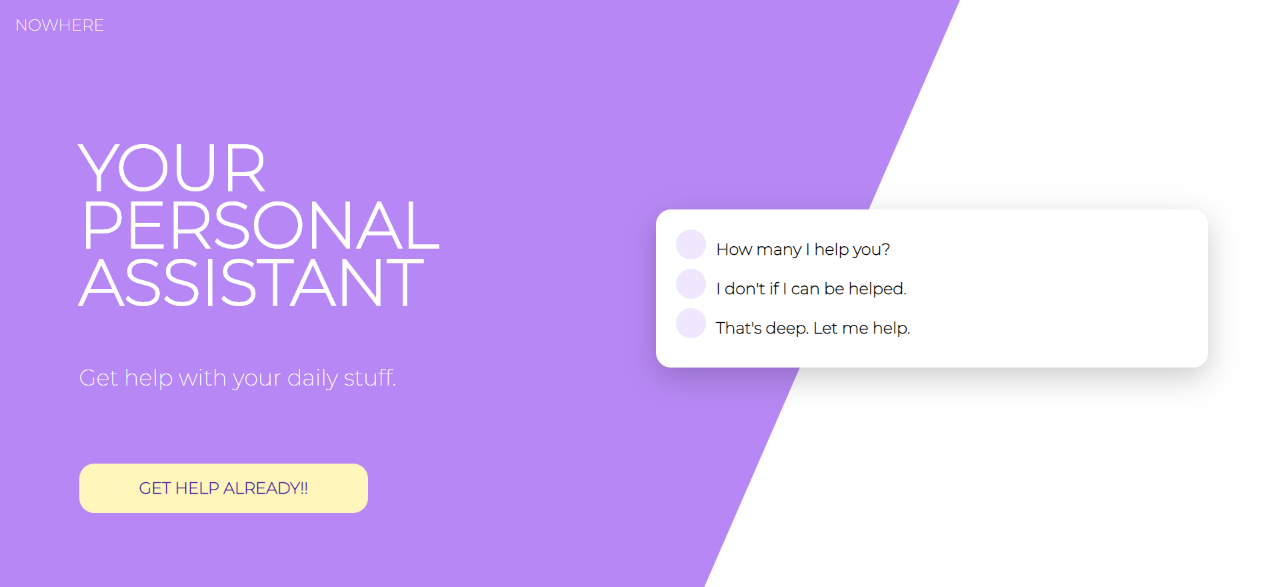 NOWHERE
YOUR
PERSONAL
ASSISTANT
Get help with your daily stuff.
GET HELP ALREADY!!
How many I help you?
I don't if I can be helped.
That's deep. Let me help.